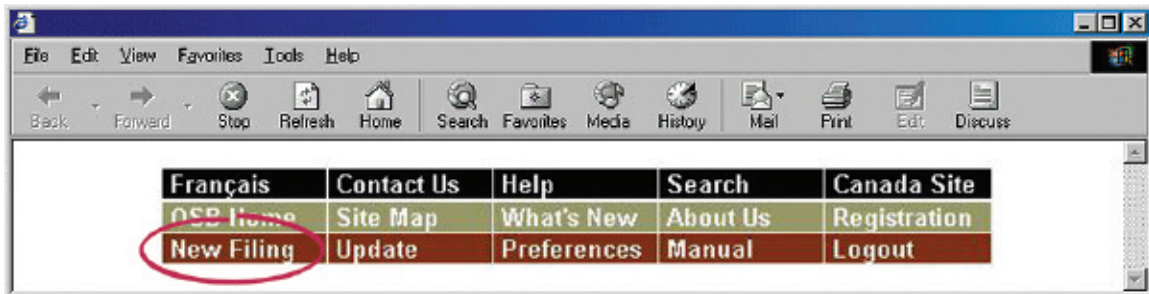 File Edit View Favorites Tools Help
Back Forward Stop Refresh Home Search Favorites Media History Mail Print Edit Discuss
Français Contact Us Help Search Canada Site
OSB Home Site Map What's New About Us Registration
New Filing Update Preferences Manual Logout